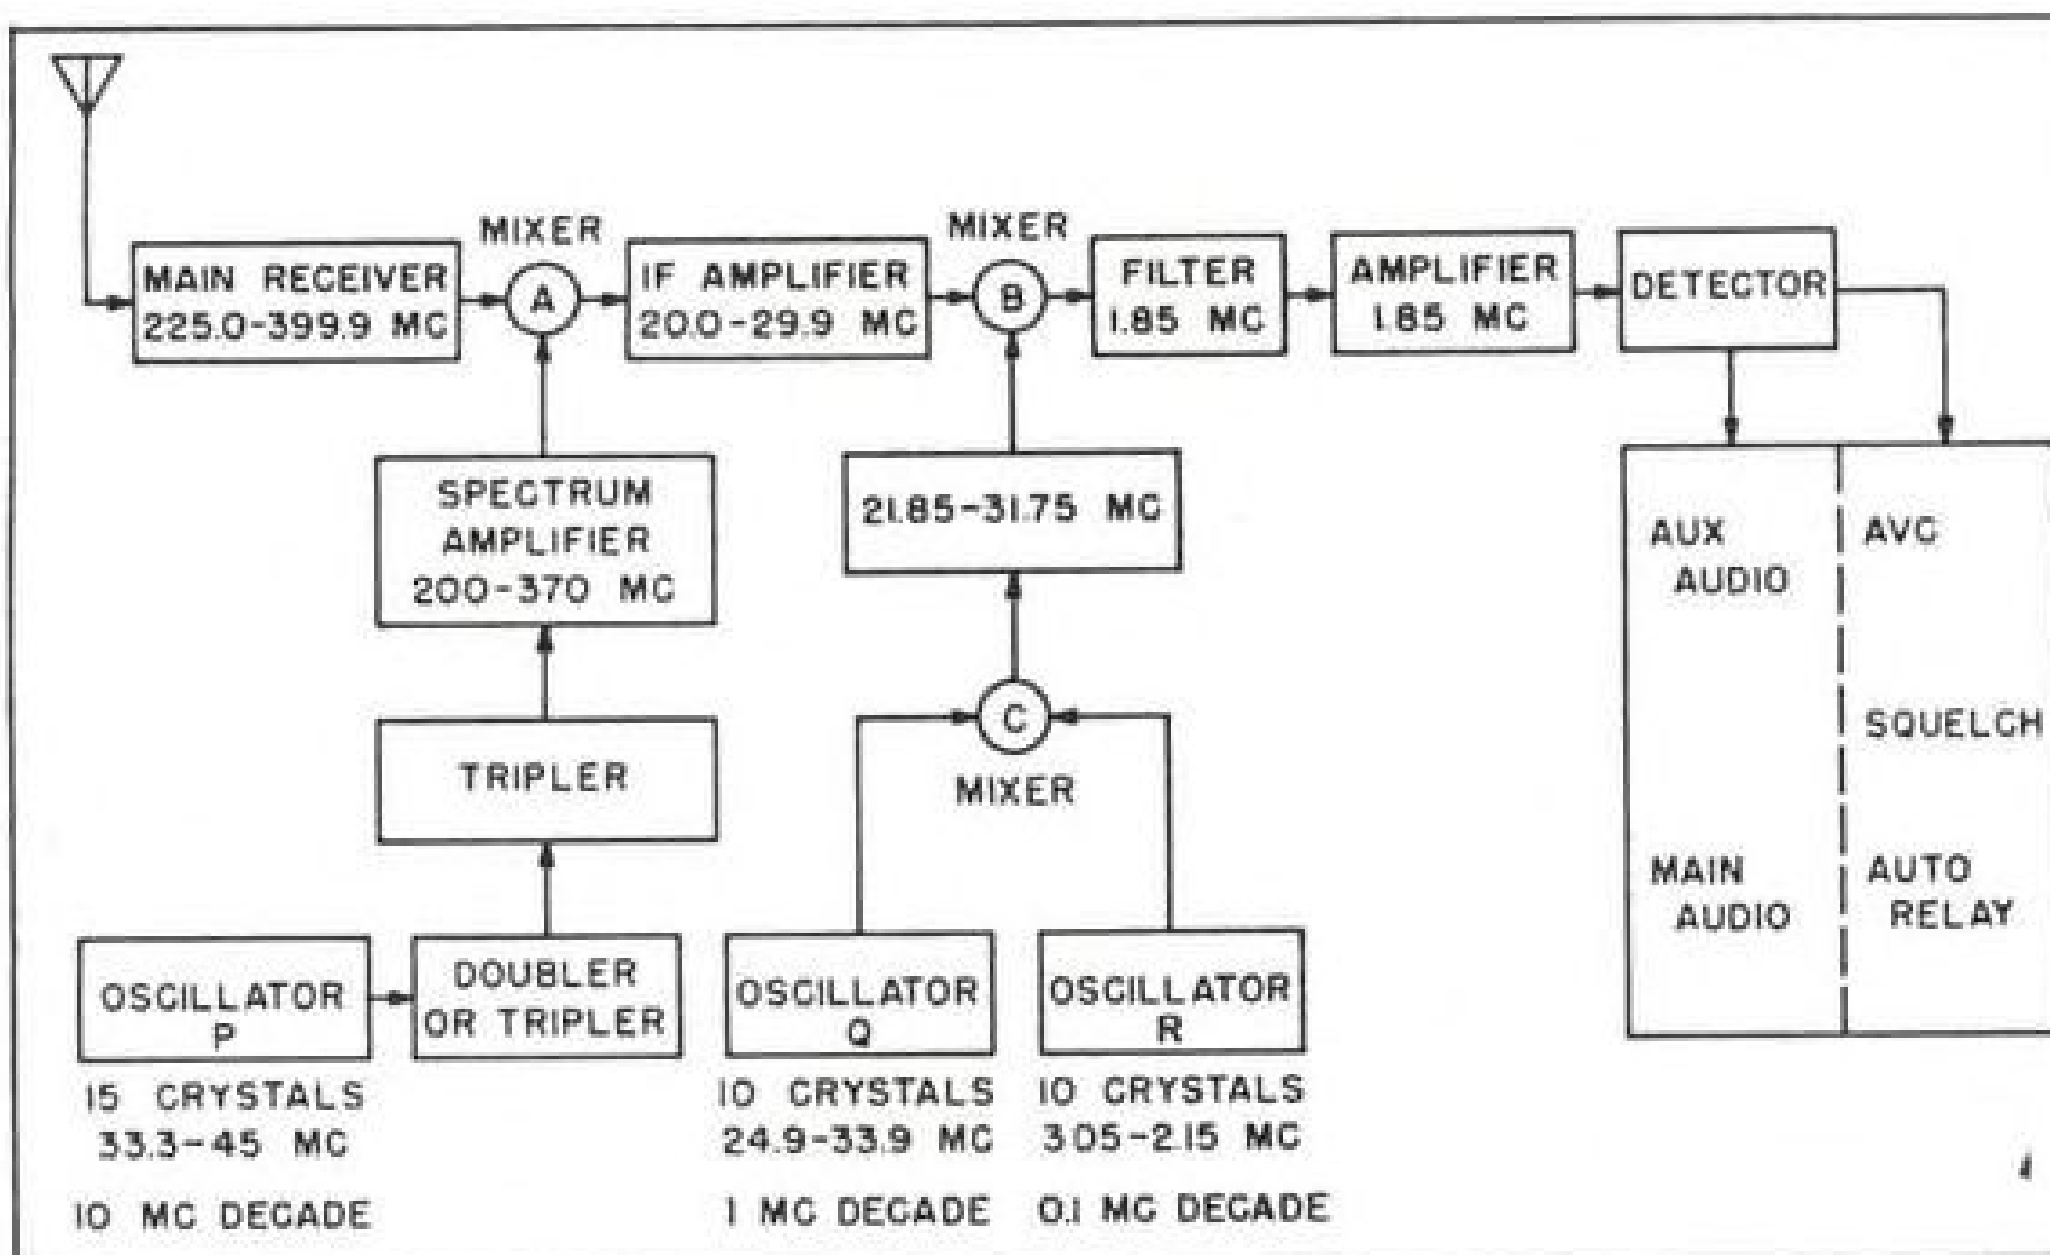 MIXER
MIXER
MAIN RECEIVER
225.0-399.9 MC
A
IF AMPLIFIER
20.0-29.9 MC
B
FILTER
1.85 MC
AMPLIFIER
1.85 MC
DETECTOR
SPECTRUM
AMPLIFIER
200-370 MC
21.85-31.75 MC
AUX
AUDIO
AVC
TRIPLER
C
MIXER
SQUELCH
MAIN
AUDIO
AUTO
RELAY
OSCILLATOR
P
DOUBLER
OR TRIPLER
OSCILLATOR
Q
OSCILLATOR
R
15 CRYSTALS
33.3-45 MC
10 MC DECADE
10 CRYSTALS
24.9-33.9 MC
1 MC DECADE
10 CRYSTALS
3.05-2.15 MC
0.1 MC DECADE